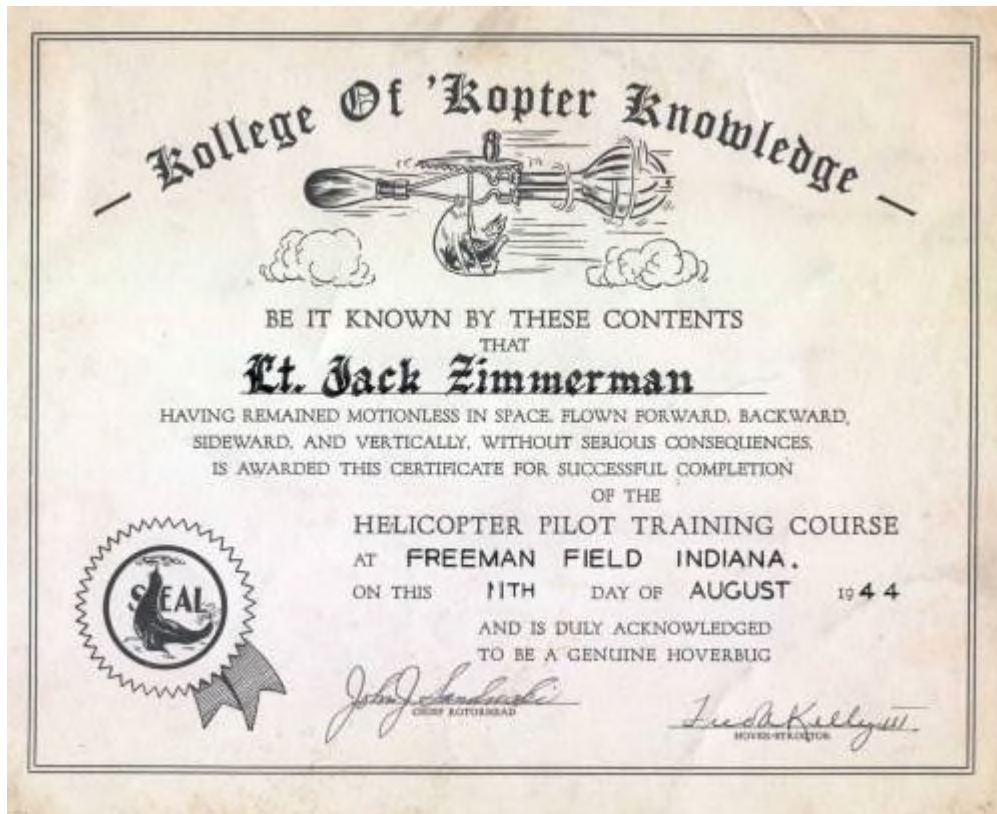 Kollege Of 'Kopter Knowledge
BE IT KNOWN BY THESE CONTENTS
THAT
Lt. Jack Zimmerman
HAVING REMAINED MOTIONLESS IN SPACE, FLOWN FORWARD, BACKWARD,
SIDEWARD, AND VERTICALLY, WITHOUT SERIOUS CONSEQUENCES,
IS AWARDED THIS CERTIFICATE FOR SUCCESSFUL COMPLETION
OF THE
HELICOPTER PILOT TRAINING COURSE
AT FREEMAN FIELD INDIANA.
ON THIS 11TH DAY OF AUGUST 1944
AND IS DULY ACKNOWLEDGED
TO BE A GENUINE HOVERBUG
SEAL
John J
CHIEF ROTORHEAD
Kelly III
HOVER-STRUCTOR